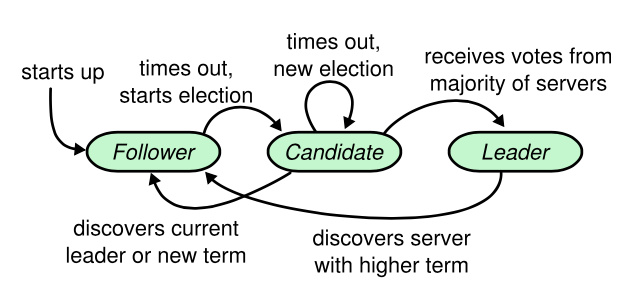 starts up
times out,
starts election
times out,
new election
receives votes from
majority of servers
Follower
Candidate
Leader
discovers current
leader or new term
discovers server
with higher term